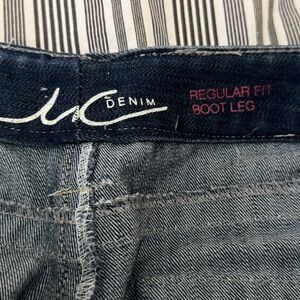 DENIM
REGULAR FIT
BOOT LEG